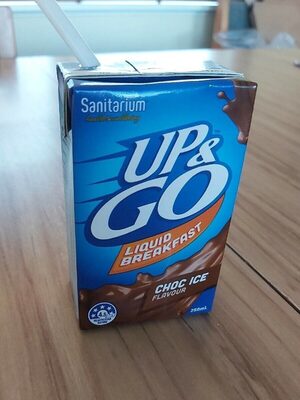 Sanitarium
UP&
GO
LIQUID
BREAKFAST
CHOC ICE
FLAVOUR
250mL